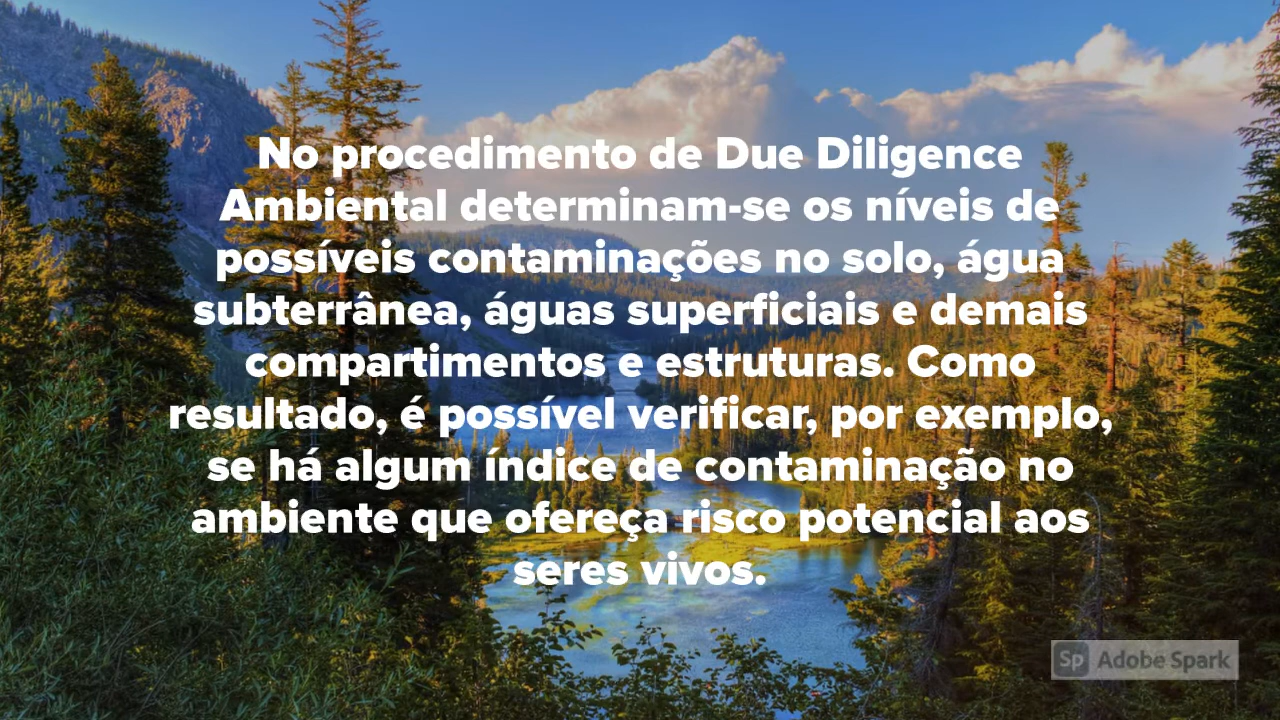 No procedimento de Due Diligence
Ambiental determinam-se os níveis de
possíveis contaminações no solo, água
subterrânea, águas superficiais e demais
compartimentos e estruturas. Como
resultado, é possível verificar, por exemplo,
se há algum índice de contaminação no
ambiente que ofereça risco potencial aos
seres vivos.
Sp Adobe Spark